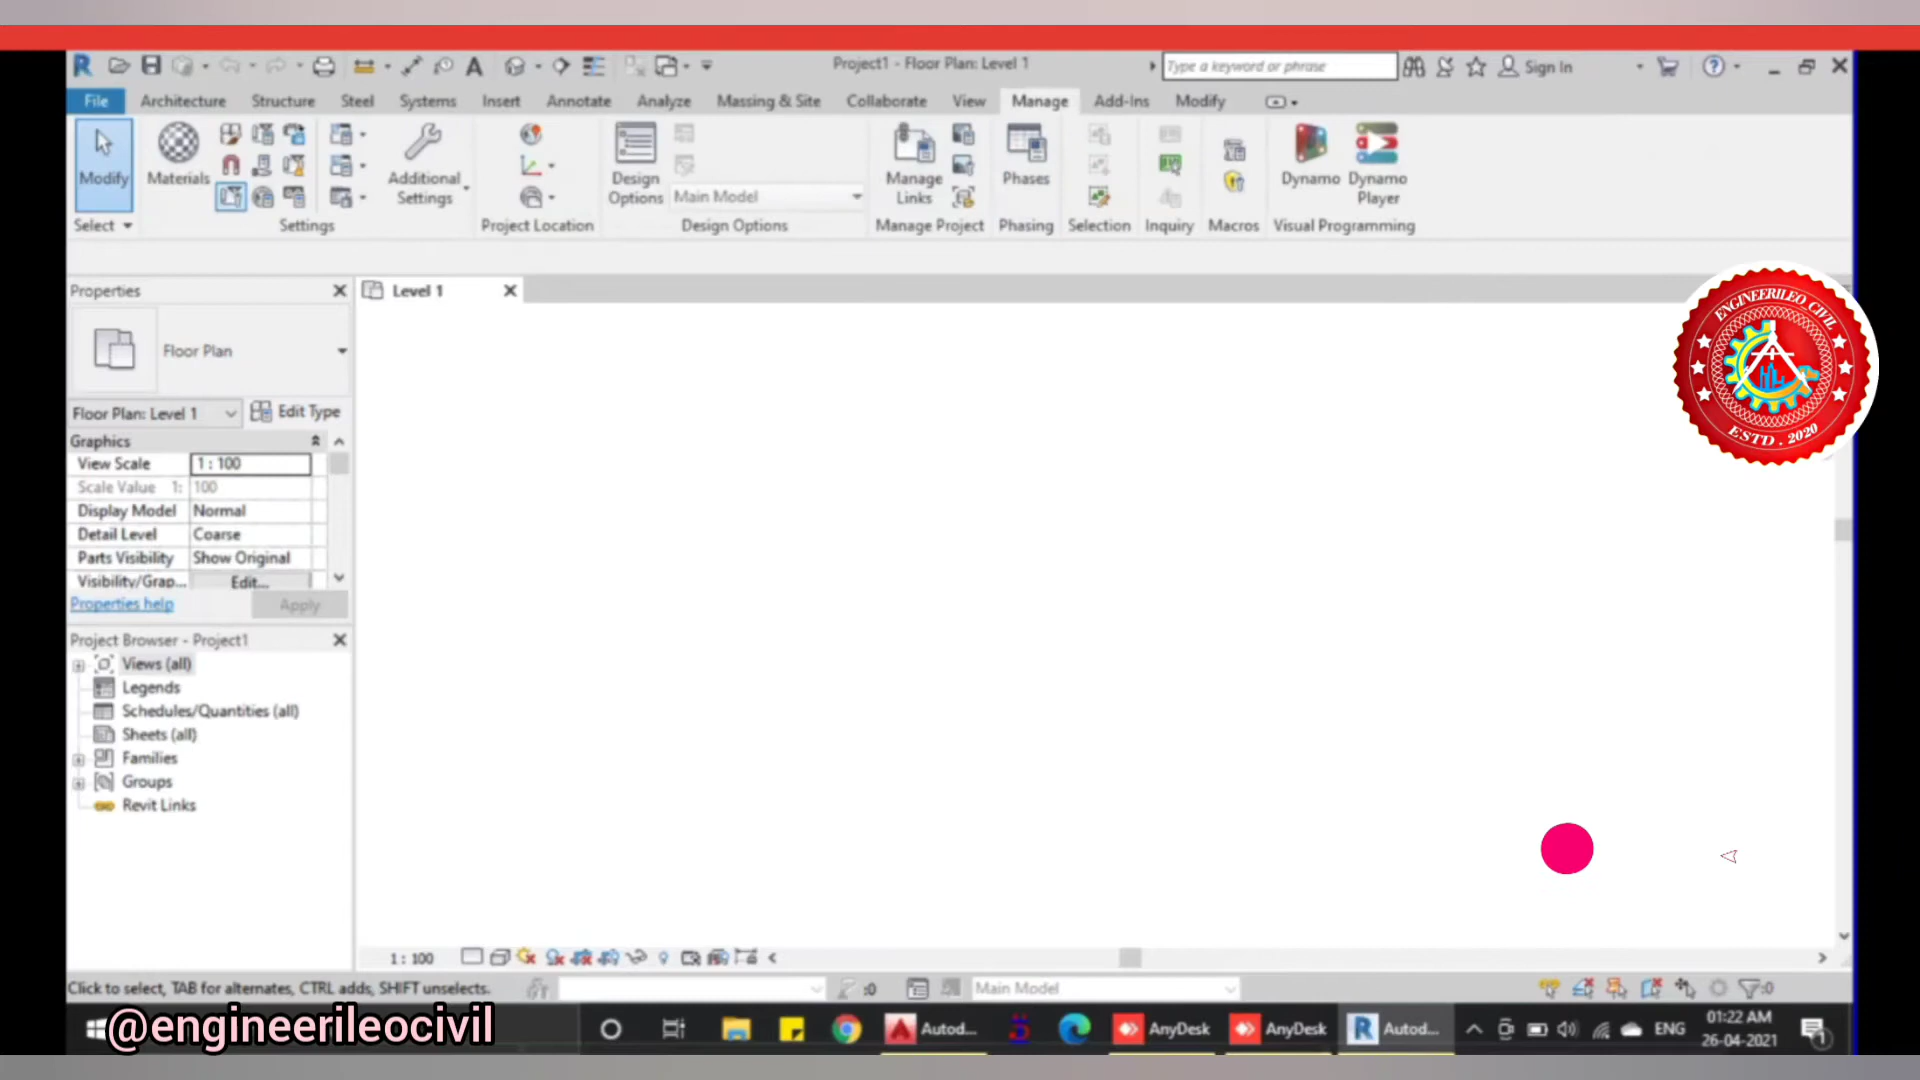 Project1 - Floor Plan: Level 1
Type a keyword or phrase
Sign In
File Architecture Structure Steel Systems Insert Annotate Analyze Massing & Site Collaborate View Manage Add-Ins Modify
Modify
Materials
Additional
Settings
Design
Options
Main Model
Manage
Links
Phases
Dynamo
Dynamo
Player
Select Settings Project Location Design Options Manage Project Phasing Selection Inquiry Macros Visual Programming
Properties
Level 1
Floor Plan
Floor Plan: Level 1
Edit Type
Graphics
View Scale 1 : 100
Scale Value 1: 100
Display Model Normal
Detail Level Coarse
Parts Visibility Show Original
Visibility/Grap... Edit...
Properties help
Apply
Project Browser - Project1
Views (all)
Legends
Schedules/Quantities (all)
Sheets (all)
Families
Groups
Revit Links
ENGINEERILEO CIVIL
ESTD . 2020
1 : 100
Click to select, TAB for alternates, CTRL adds, SHIFT unselects.
:0
Main Model
:0
@engineerileocivil
Autod...
AnyDesk
AnyDesk
Autod...
ENG
01:22 AM
26-04-2021
1